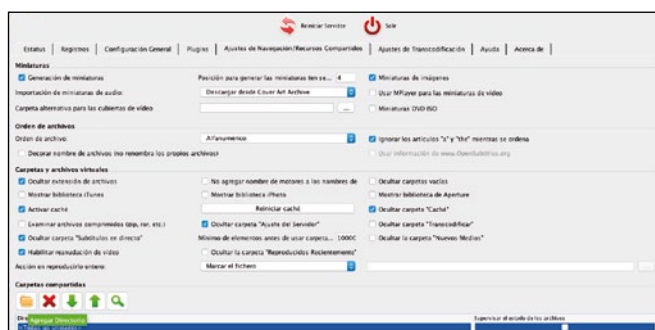 Reiniciar Servidor Salir
Estatus Registros Configuración General Plugins Ajustes de Navegación/Recursos Compartidos Ajustes de Transcodificación Ayuda Acerca de
Miniaturas
Generación de miniaturas Posición para generar las miniaturas (en se... 4 Miniaturas de imágenes
Importación de miniaturas de audio: Descargar desde Cover Art Archive Usar MPlayer para las miniaturas de vídeo
Carpeta alternativa para las cubiertas de vídeo ... Miniaturas DVD ISO
Orden de archivos
Orden de archivo: Alfanumérico Ignorar los artículos "a" y "the" mientras se ordena
Decorar nombre de archivos (no renombra los propios archivos) Usar información de www.OpenSubtitles.org
Carpetas y archivos virtuales
Ocultar extensión de archivos No agregar nombre de motores a los nombres de Ocultar carpetas vacías
Mostrar biblioteca iTunes Mostrar biblioteca iPhoto Mostrar biblioteca de Aperture
Activar caché Reiniciar caché Ocultar carpeta "Caché"
Examinar archivos comprimidos (zip, rar, etc.) Ocultar carpeta "Ajuste del Servidor" Ocultar carpeta "Transcodificar"
Ocultar carpeta "Subtítulos en directo" Mínimo de elementos antes de usar carpeta... 10000 Ocultar la carpeta "Nuevos Medios"
Habilitar reanudación de vídeo Ocultar la carpeta "Reproducidos Recientemente"
Acción en reproducirlo entero: Marcar el fichero ...
Carpetas compartidas
Agregar Directorio Supervisar el estado de los archivos